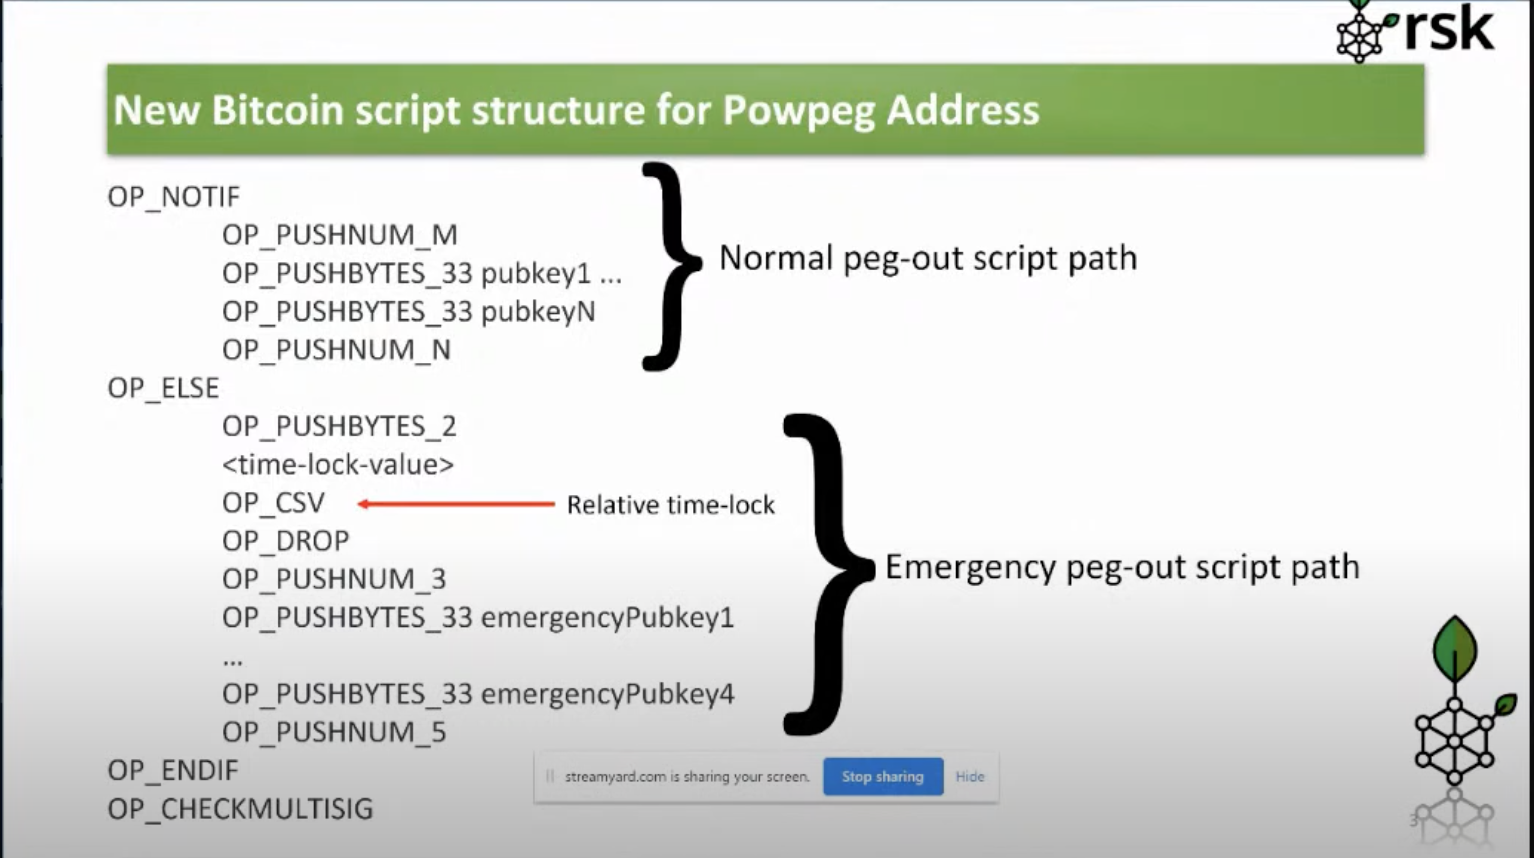 rsk
New Bitcoin script structure for Powpeg Address
OP_NOTIF
OP_PUSHNUM_M
OP_PUSHBYTES_33 pubkey1 ...
OP_PUSHBYTES_33 pubkeyN
OP_PUSHNUM_N
Normal peg-out script path
OP_ELSE
OP_PUSHBYTES_2
<time-lock-value>
OP_CSV
Relative time-lock
OP_DROP
OP_PUSHNUM_3
OP_PUSHBYTES_33 emergencyPubkey1
...
OP_PUSHBYTES_33 emergencyPubkey4
OP_PUSHNUM_5
Emergency peg-out script path
OP_ENDIF
OP_CHECKMULTISIG
streamyard.com is sharing your screen.
Stop sharing
Hide
3